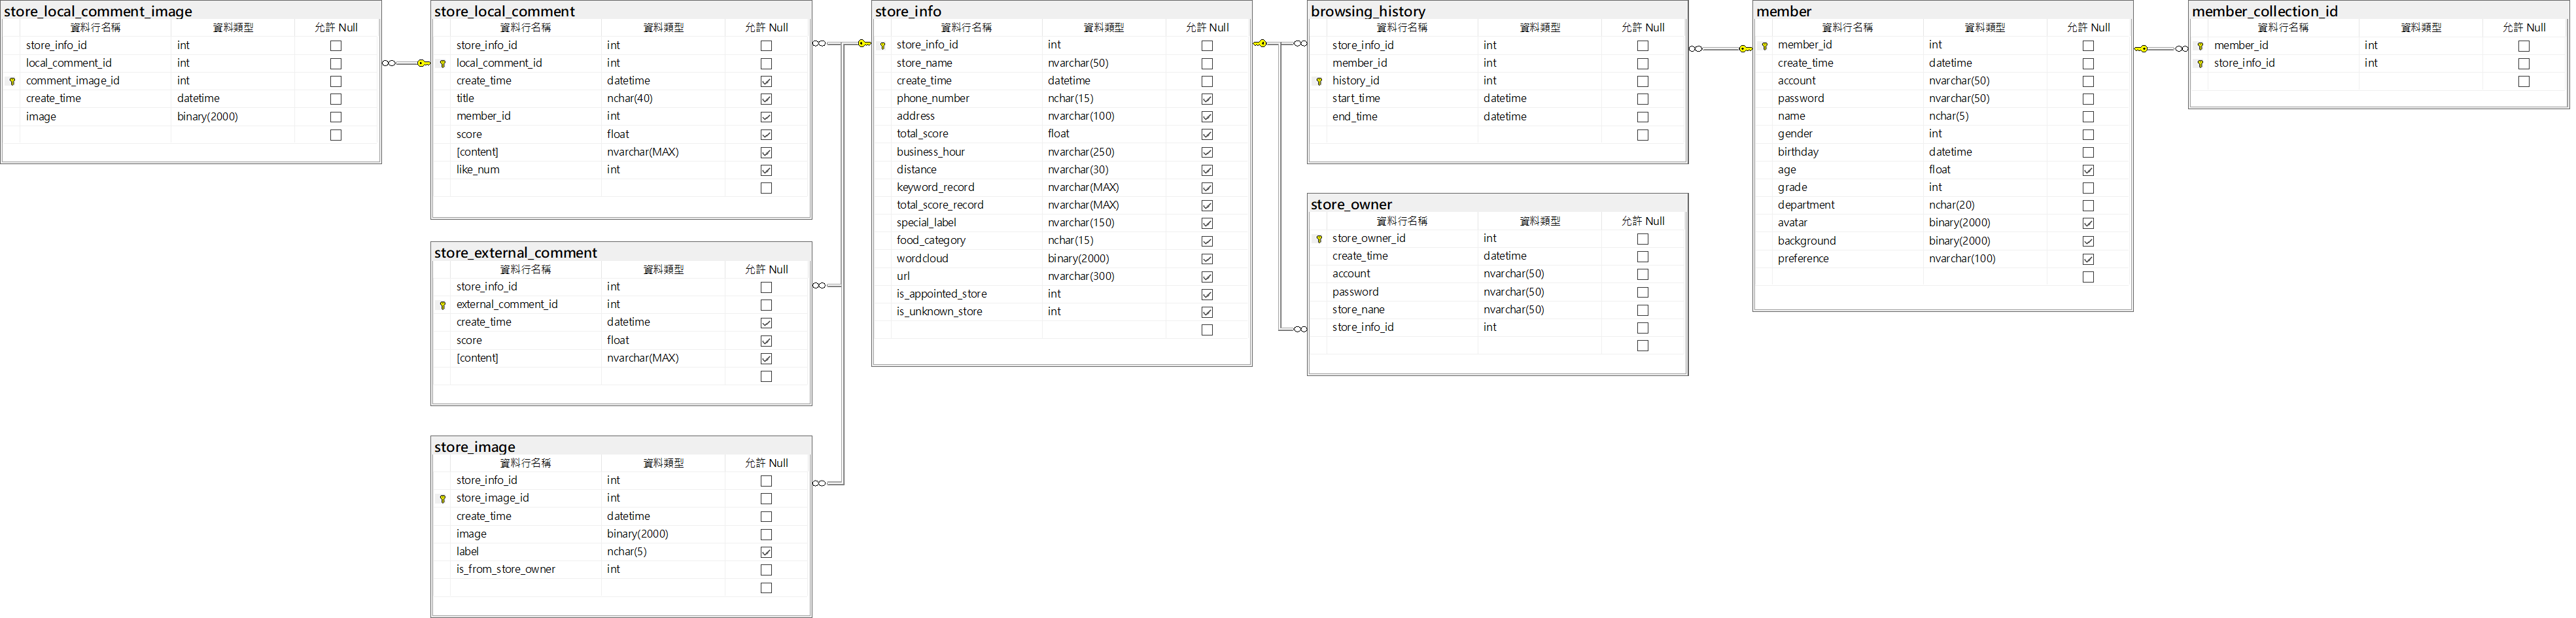 store_local_comment_image
資料行名稱 資料類型 允許 Null
store_info_id int
local_comment_id int
comment_image_id int
create_time datetime
image binary(2000)
store_local_comment
資料行名稱 資料類型 允許 Null
store_info_id int
local_comment_id int
create_time datetime
title nchar(40)
member_id int
score float
[content] nvarchar(MAX)
like_num int
store_external_comment
資料行名稱 資料類型 允許 Null
store_info_id int
external_comment_id int
create_time datetime
score float
[content] nvarchar(MAX)
store_image
資料行名稱 資料類型 允許 Null
store_info_id int
store_image_id int
create_time datetime
image binary(2000)
label nchar(5)
is_from_store_owner int
store_info
資料行名稱 資料類型 允許 Null
store_info_id int
store_name nvarchar(50)
create_time datetime
phone_number nchar(15)
address nvarchar(100)
total_score float
business_hour nvarchar(250)
distance nvarchar(30)
keyword_record nvarchar(MAX)
total_score_record nvarchar(MAX)
special_label nvarchar(150)
food_category nchar(15)
wordcloud binary(2000)
url nvarchar(300)
is_appointed_store int
is_unknown_store int
browsing_history
資料行名稱 資料類型 允許 Null
store_info_id int
member_id int
history_id int
start_time datetime
end_time datetime
store_owner
資料行名稱 資料類型 允許 Null
store_owner_id int
create_time datetime
account nvarchar(50)
password nvarchar(50)
store_nane nvarchar(50)
store_info_id int
member
資料行名稱 資料類型 允許 Null
member_id int
create_time datetime
account nvarchar(50)
password nvarchar(50)
name nchar(5)
gender int
birthday datetime
age float
grade int
department nchar(20)
avatar binary(2000)
background binary(2000)
preference nvarchar(100)
member_collection_id
資料行名稱 資料類型 允許 Null
member_id int
store_info_id int